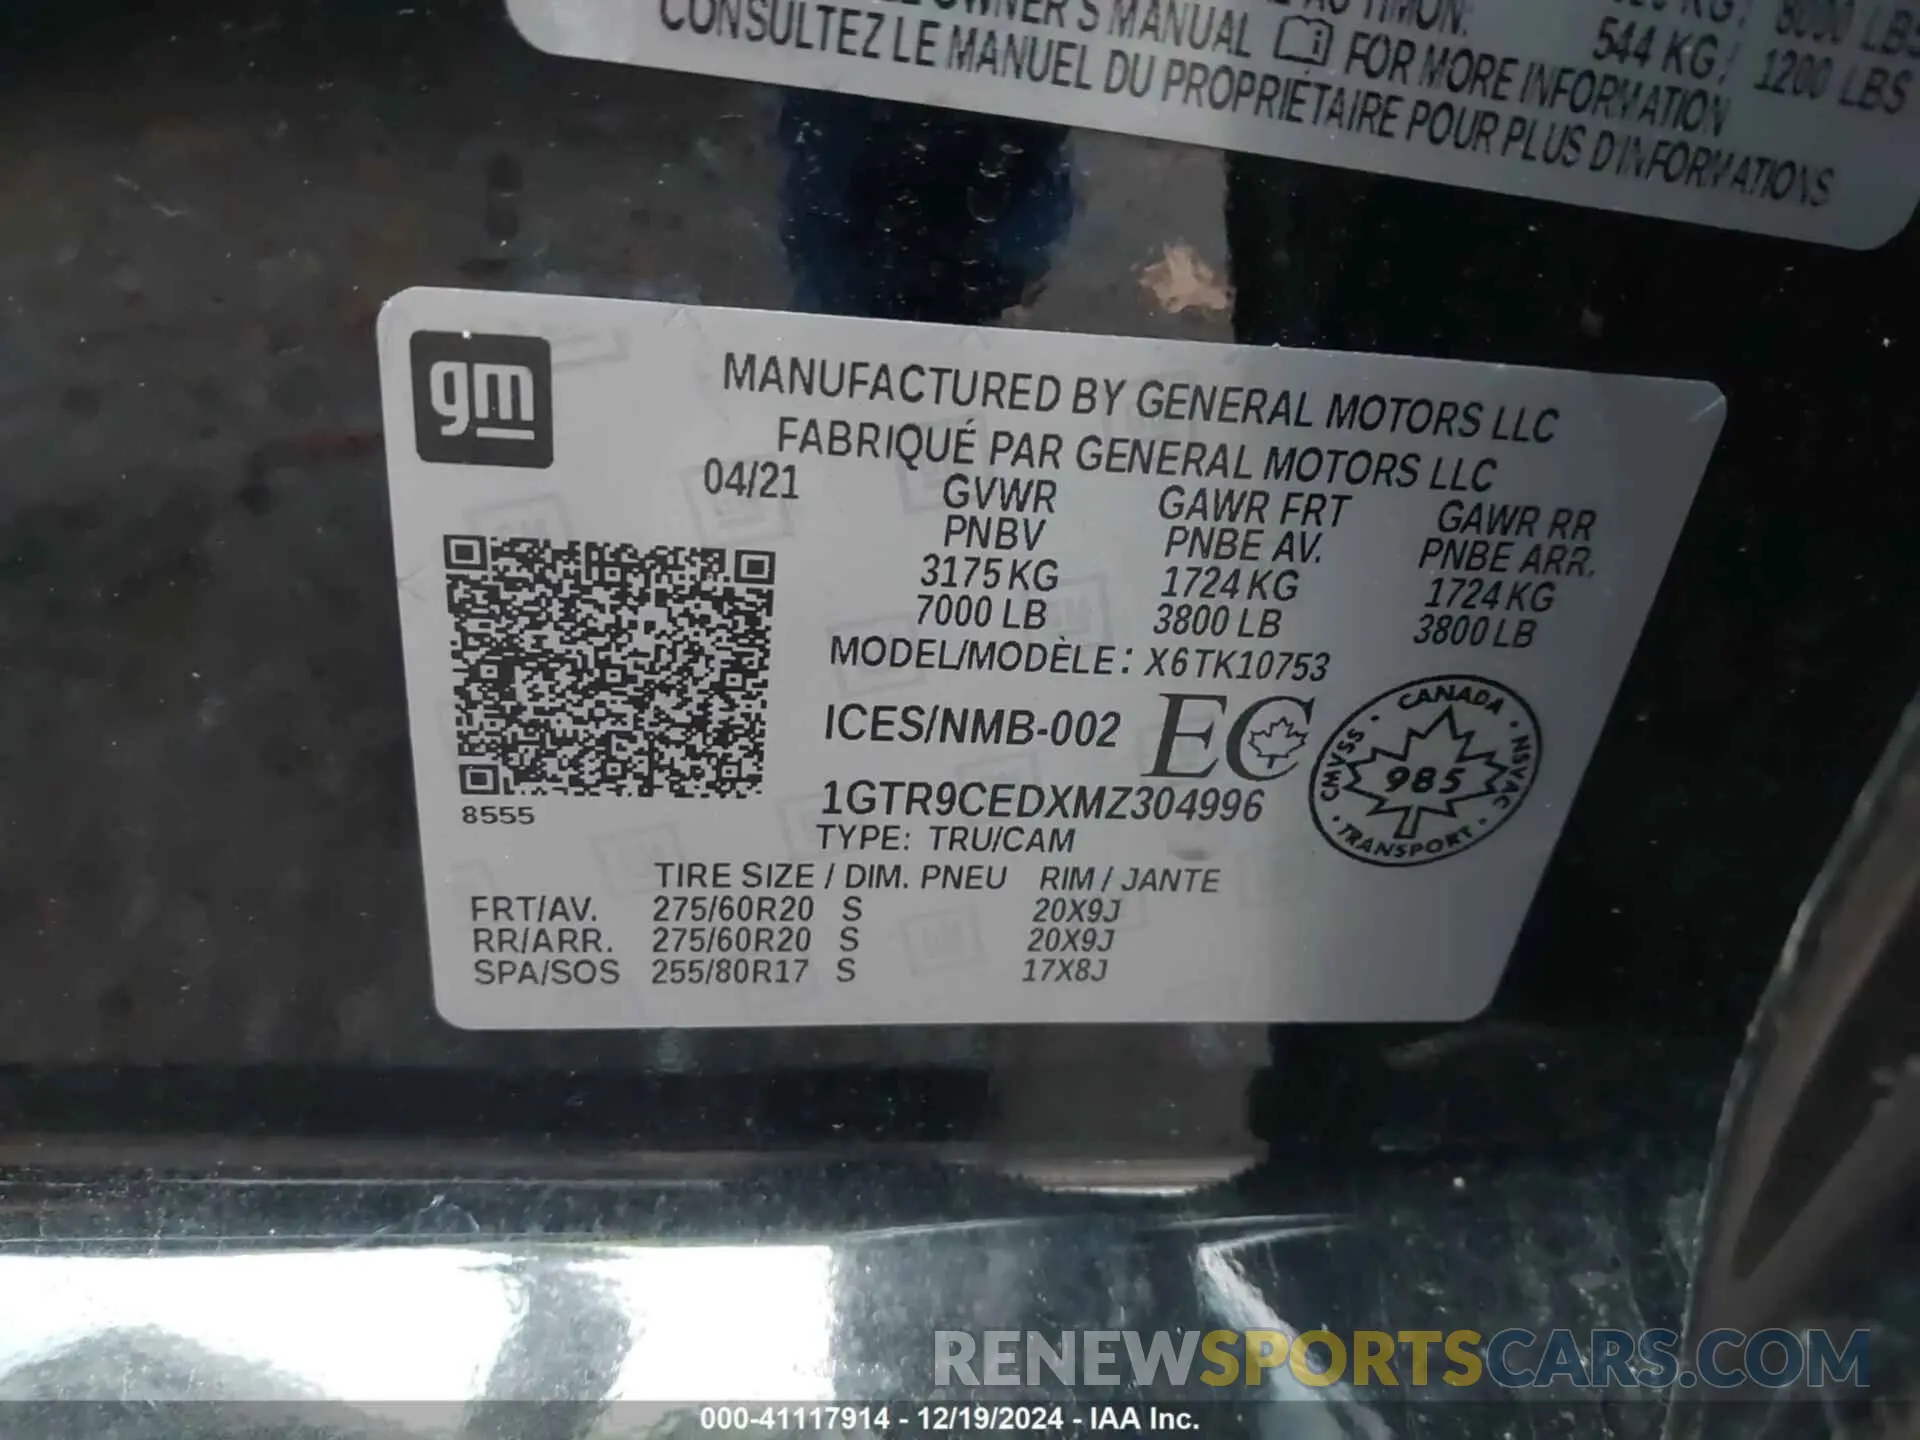 OWNER'S MANUAL FOR MORE INFORMATION
CONSULTEZ LE MANUEL DU PROPRIÉTAIRE POUR PLUS D'INFORMATIONS
8000 LBS
544 KG / 1200 LBS
gm
MANUFACTURED BY GENERAL MOTORS LLC
FABRIQUÉ PAR GENERAL MOTORS LLC
04/21
GVWR GAWR FRT GAWR RR
PNBV PNBE AV. PNBE ARR.
3175 KG 1724 KG 1724 KG
7000 LB 3800 LB 3800 LB
MODEL/MODÈLE: X6TK10753
ICES/NMB-002 EC
1GTR9CEDXMZ304996
CANADA
CMVSS · NSVAC
985
· TRANSPORT ·
8555
TYPE: TRU/CAM
TIRE SIZE / DIM. PNEU RIM / JANTE
FRT/AV. 275/60R20 S 20X9J
RR/ARR. 275/60R20 S 20X9J
SPA/SOS 255/80R17 S 17X8J
RENEWSPORTSCARS.COM
000-41117914 - 12/19/2024 - IAA Inc.